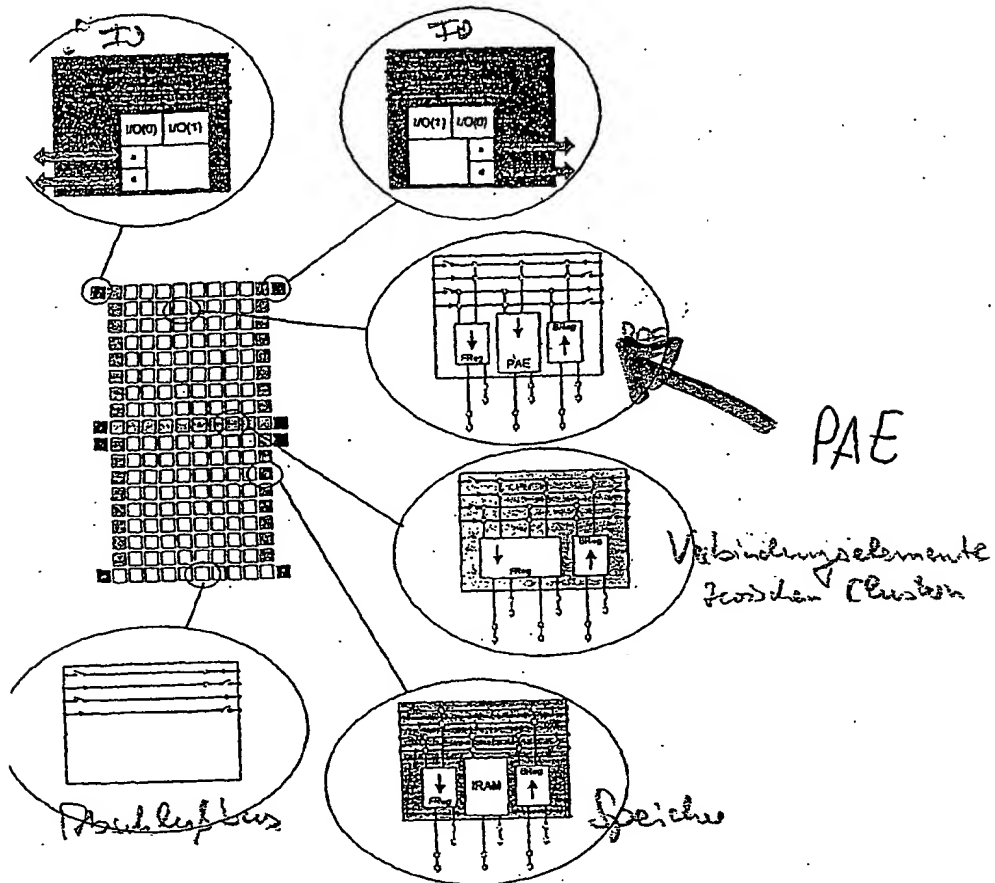 IO
IO
I/O(0) I/O(1)
I/O(1) I/O(0)
FReg PAE BReg
PAE
FReg BReg
Verbindungselemente
zwischen Clustern
FReg IRAM BReg
Speicher